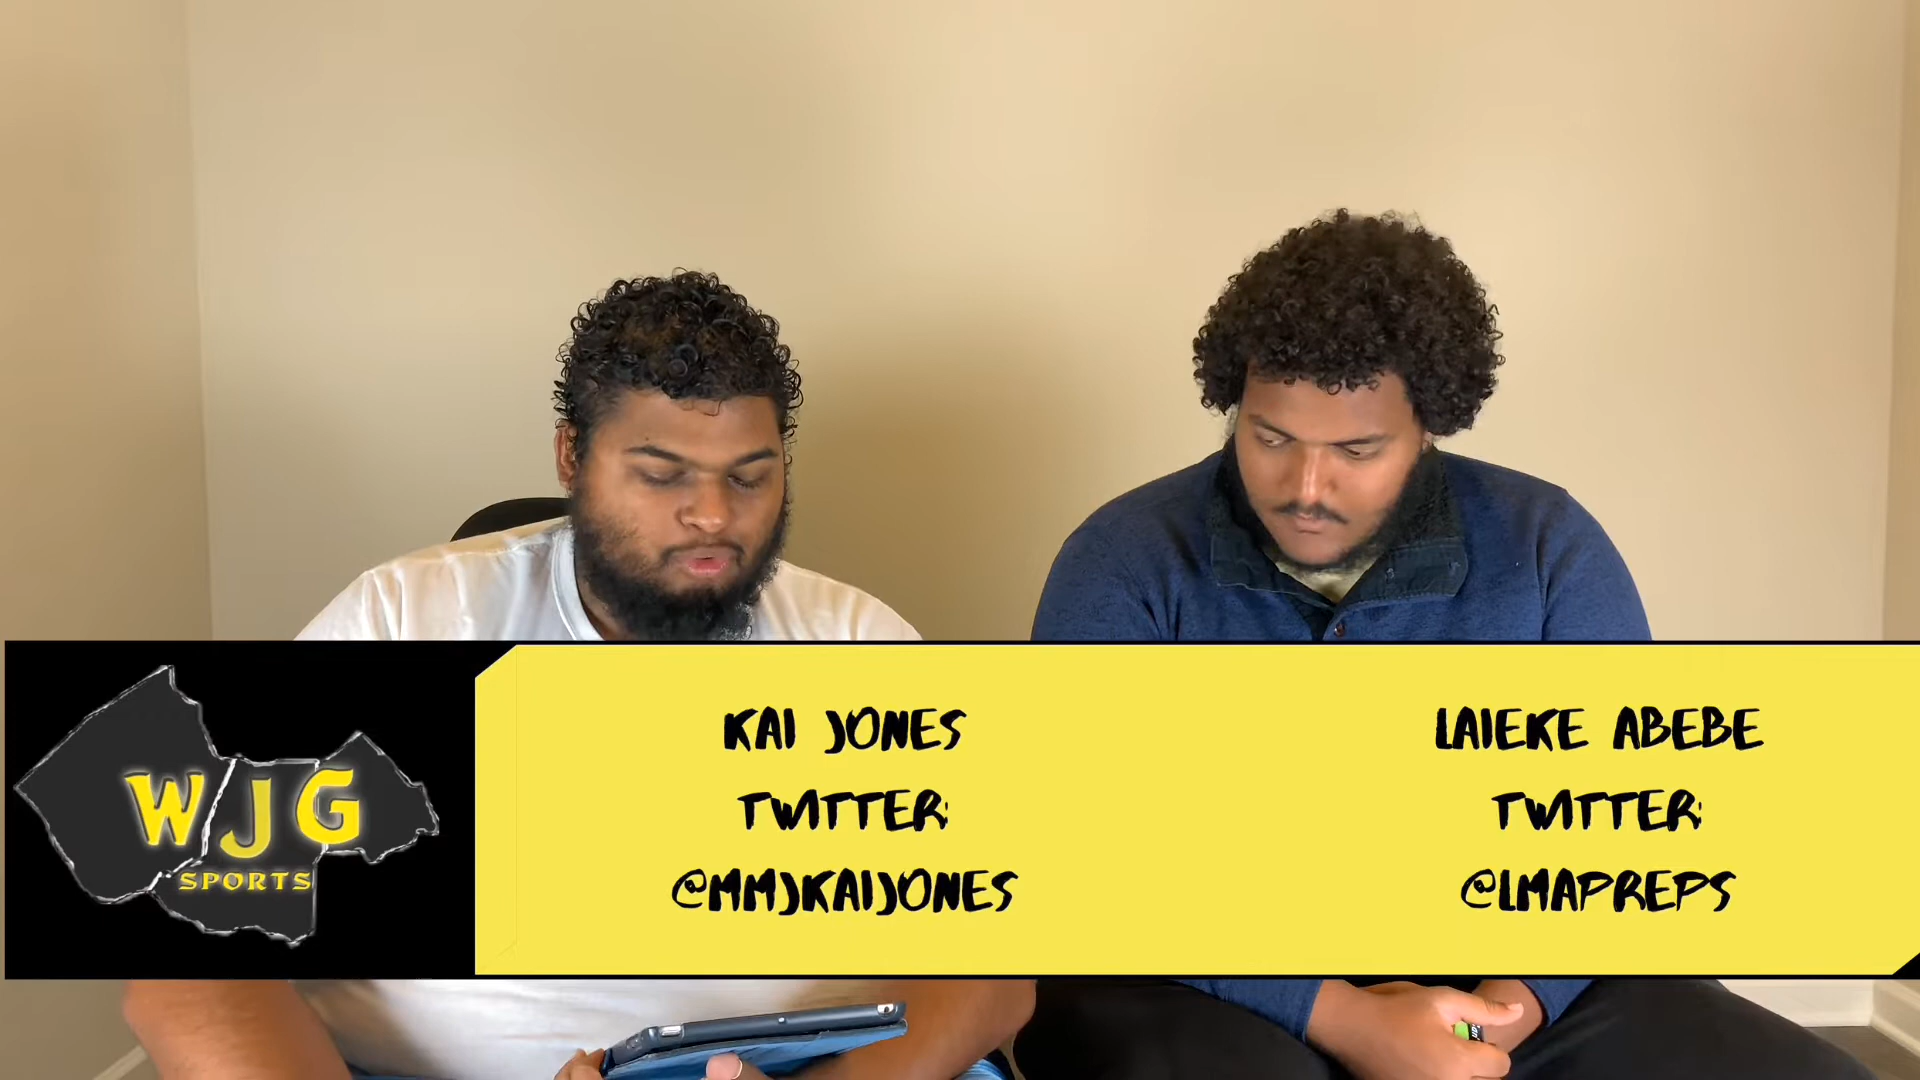 WJG
SPORTS
KAI JONES
TWITTER:
@MMJKAIJONES
LAIEKE ABEBE
TWITTER:
@LMAPREPS